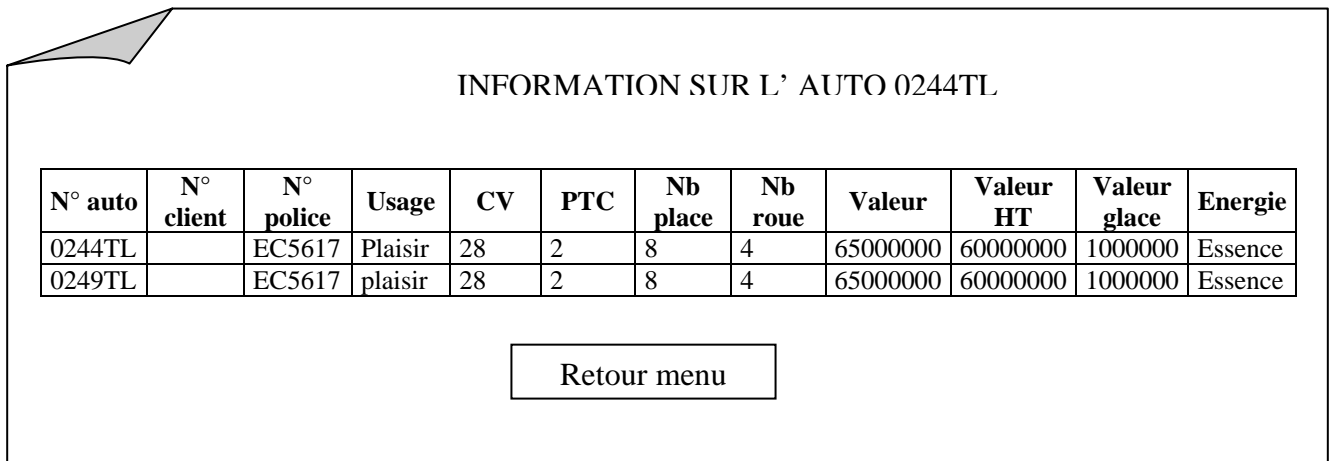 INFORMATION SUR L' AUTO 0244TL
N° auto N° client N° police Usage CV PTC Nb place Nb roue Valeur Valeur HT Valeur glace Energie
0244TL EC5617 Plaisir 28 2 8 4 65000000 60000000 1000000 Essence
0249TL EC5617 plaisir 28 2 8 4 65000000 60000000 1000000 Essence
Retour menu